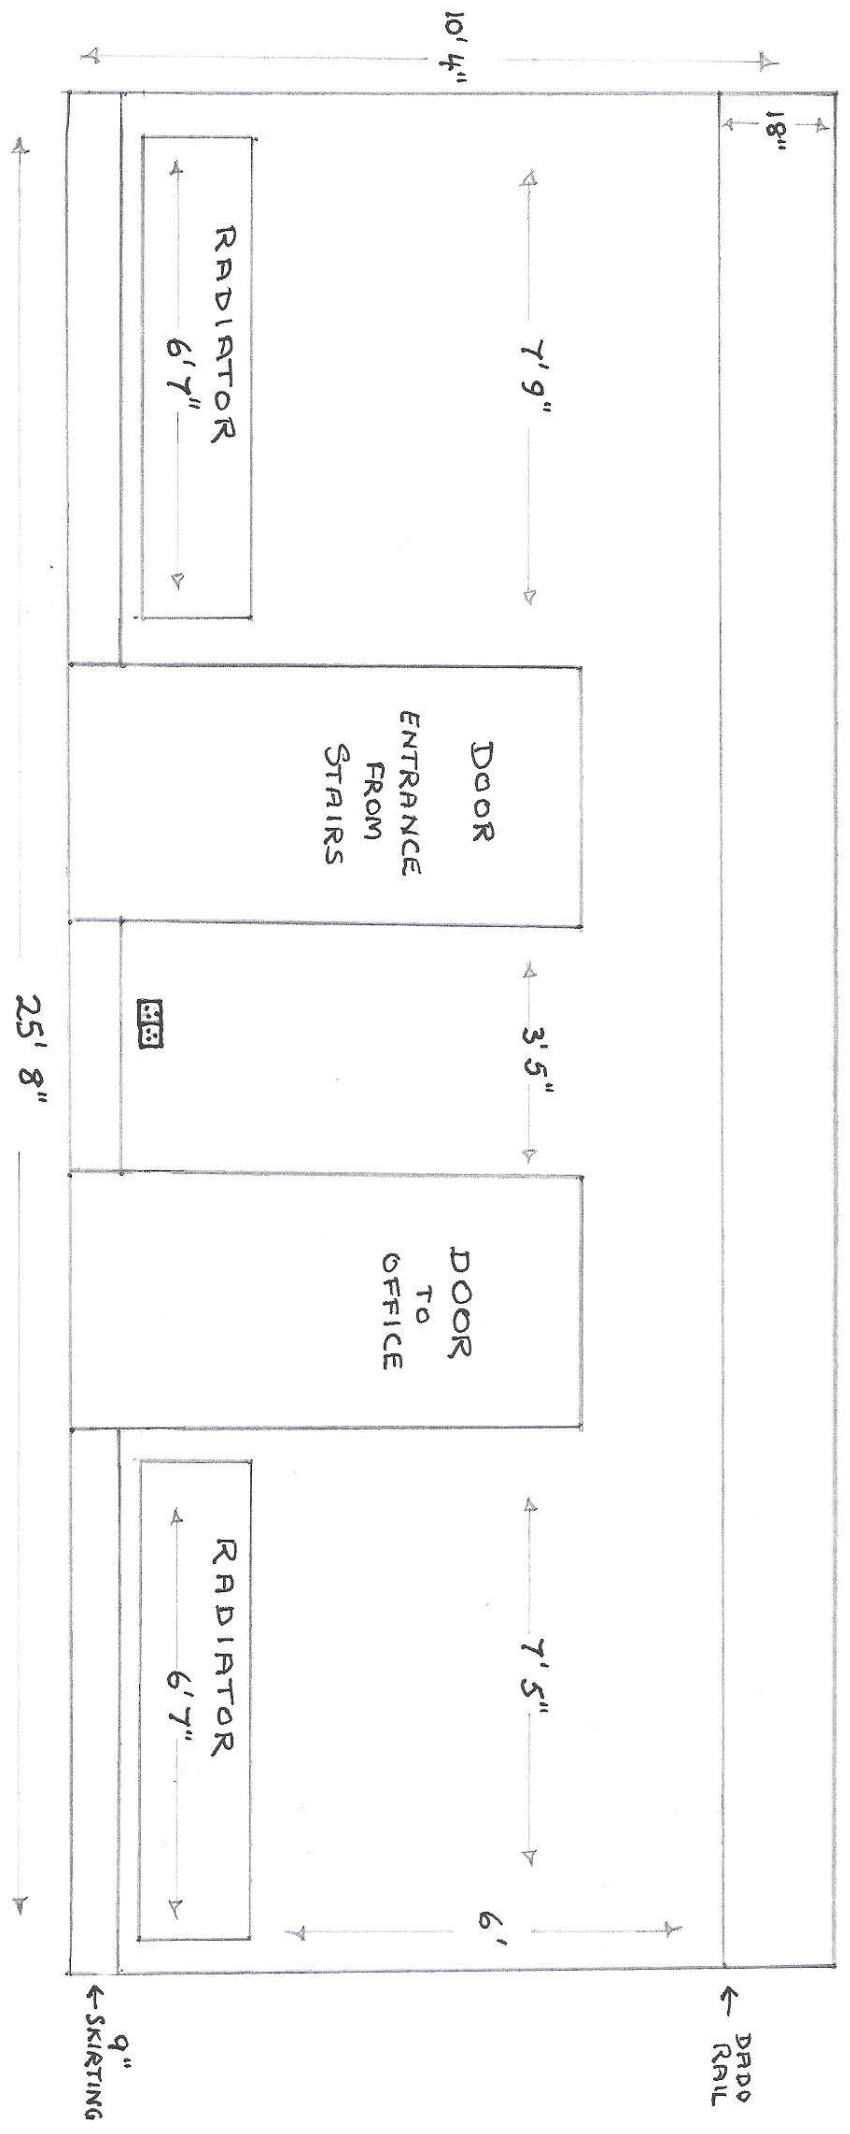 18"
DADO
RAIL
10' 4"
7' 9"
3' 5"
7' 5"
6'
DOOR
ENTRANCE
FROM
STAIRS
DOOR
TO
OFFICE
RADIATOR
6' 7"
RADIATOR
6' 7"
9"
← SKIRTING
25' 8"